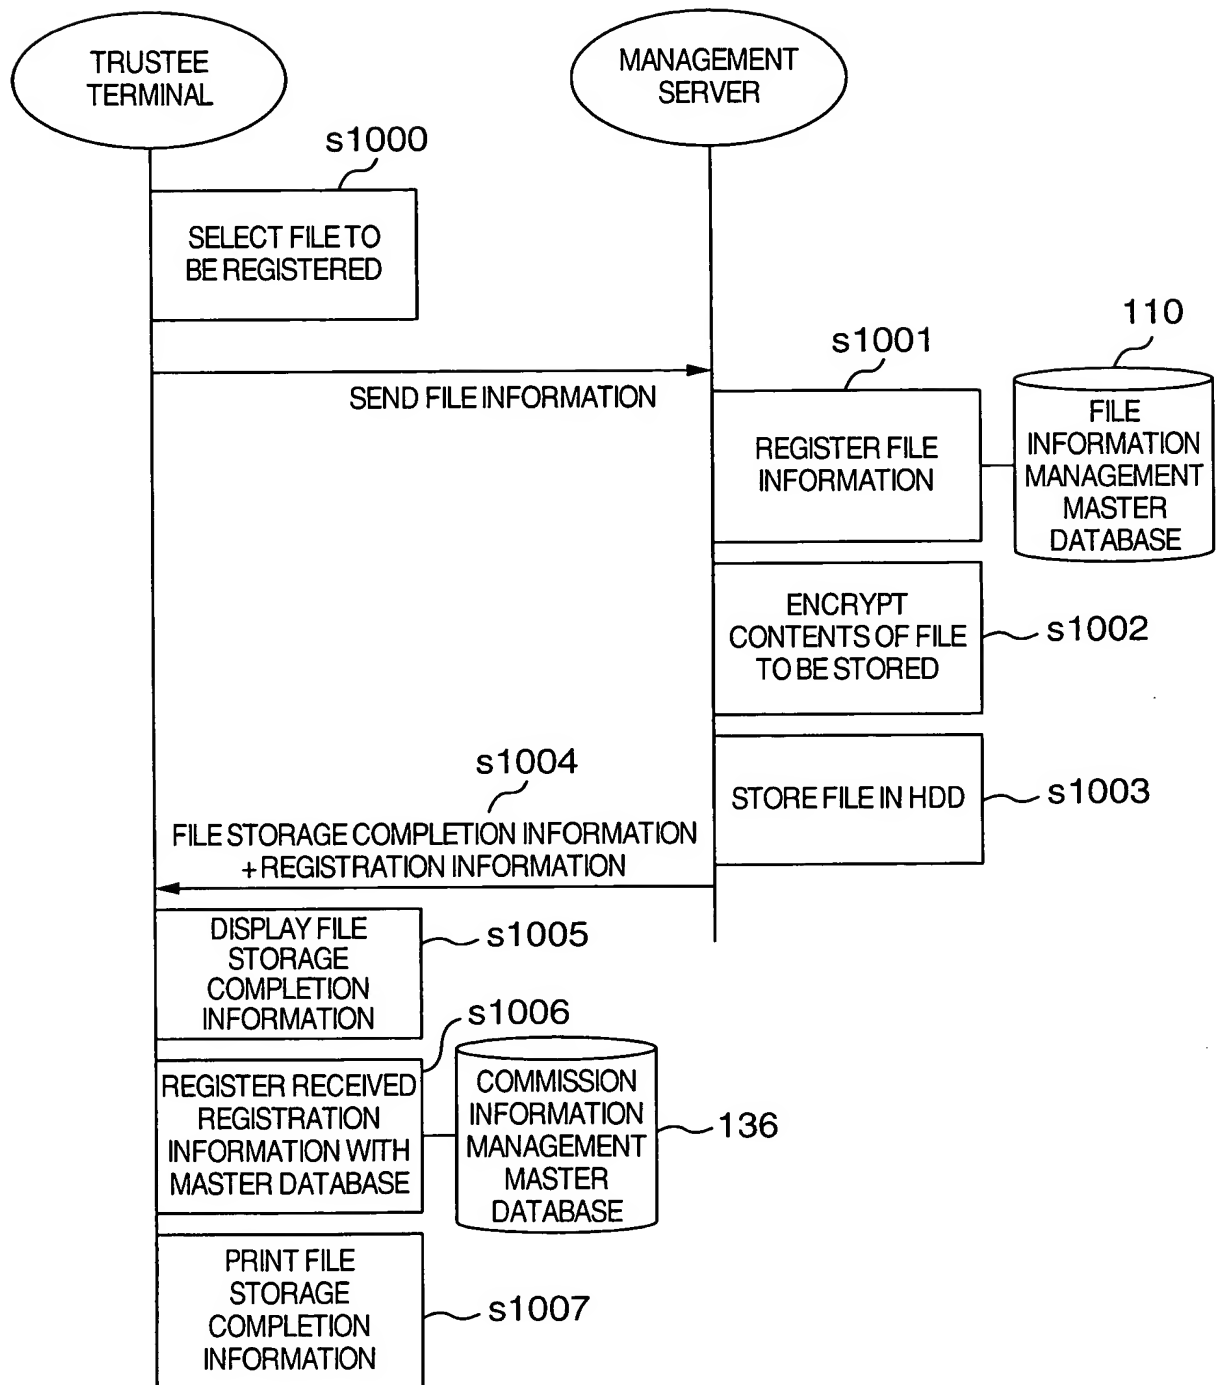 TRUSTEE
TERMINAL
MANAGEMENT
SERVER
s1000
SELECT FILE TO
BE REGISTERED
SEND FILE INFORMATION
s1001
110
REGISTER FILE
INFORMATION
FILE
INFORMATION
MANAGEMENT
MASTER
DATABASE
ENCRYPT
CONTENTS OF FILE
TO BE STORED
s1002
s1004
STORE FILE IN HDD
s1003
FILE STORAGE COMPLETION INFORMATION
+REGISTRATION INFORMATION
DISPLAY FILE
STORAGE
COMPLETION
INFORMATION
s1005
s1006
REGISTER RECEIVED
REGISTRATION
INFORMATION WITH
MASTER DATABASE
COMMISSION
INFORMATION
MANAGEMENT
MASTER
DATABASE
136
PRINT FILE
STORAGE
COMPLETION
INFORMATION
s1007